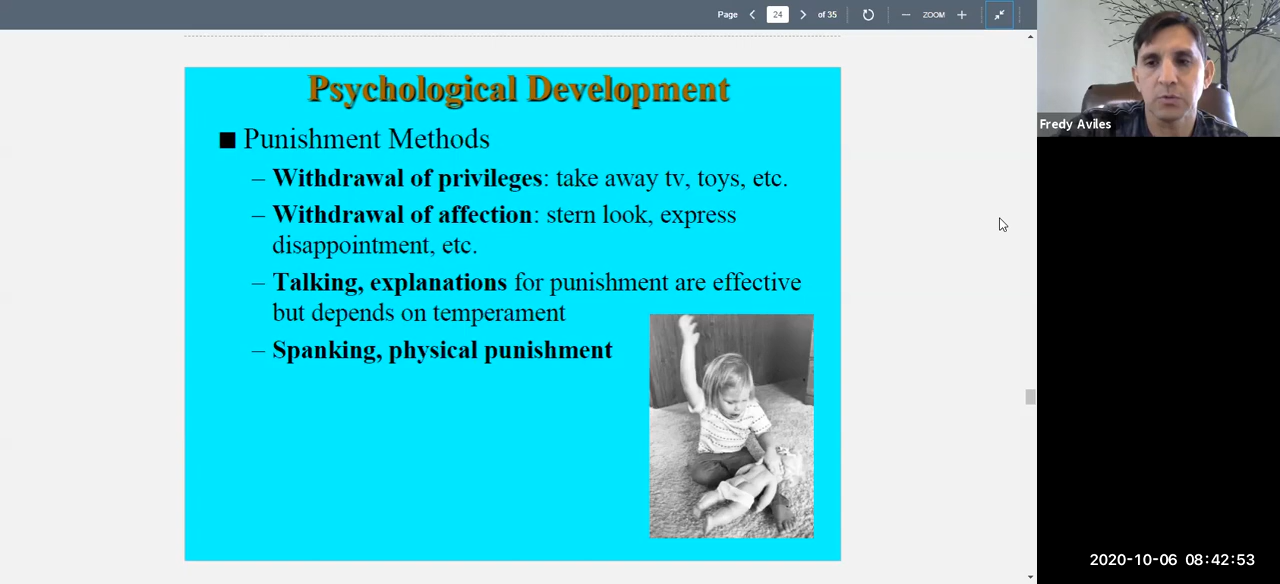 Page 24 of 35 ZOOM
Psychological Development
Punishment Methods
– Withdrawal of privileges: take away tv, toys, etc.
– Withdrawal of affection: stern look, express
disappointment, etc.
– Talking, explanations for punishment are effective
but depends on temperament
– Spanking, physical punishment
Fredy Aviles
2020-10-06 08:42:53